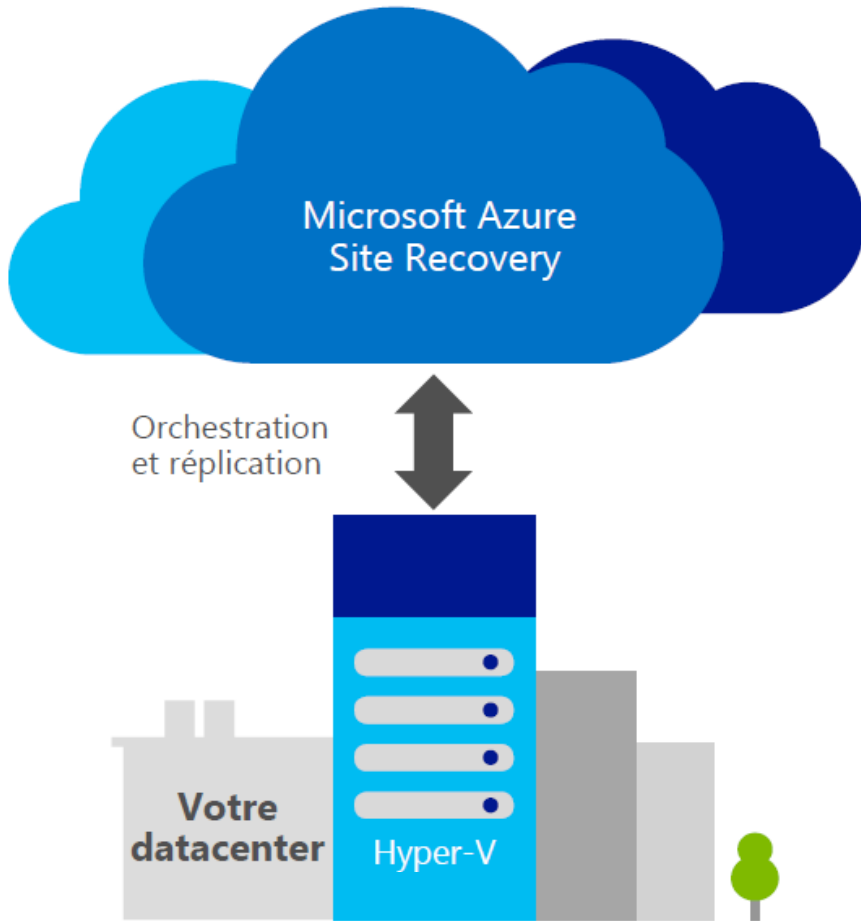 Microsoft Azure
Site Recovery
Orchestration
et réplication
Votre
datacenter
Hyper-V